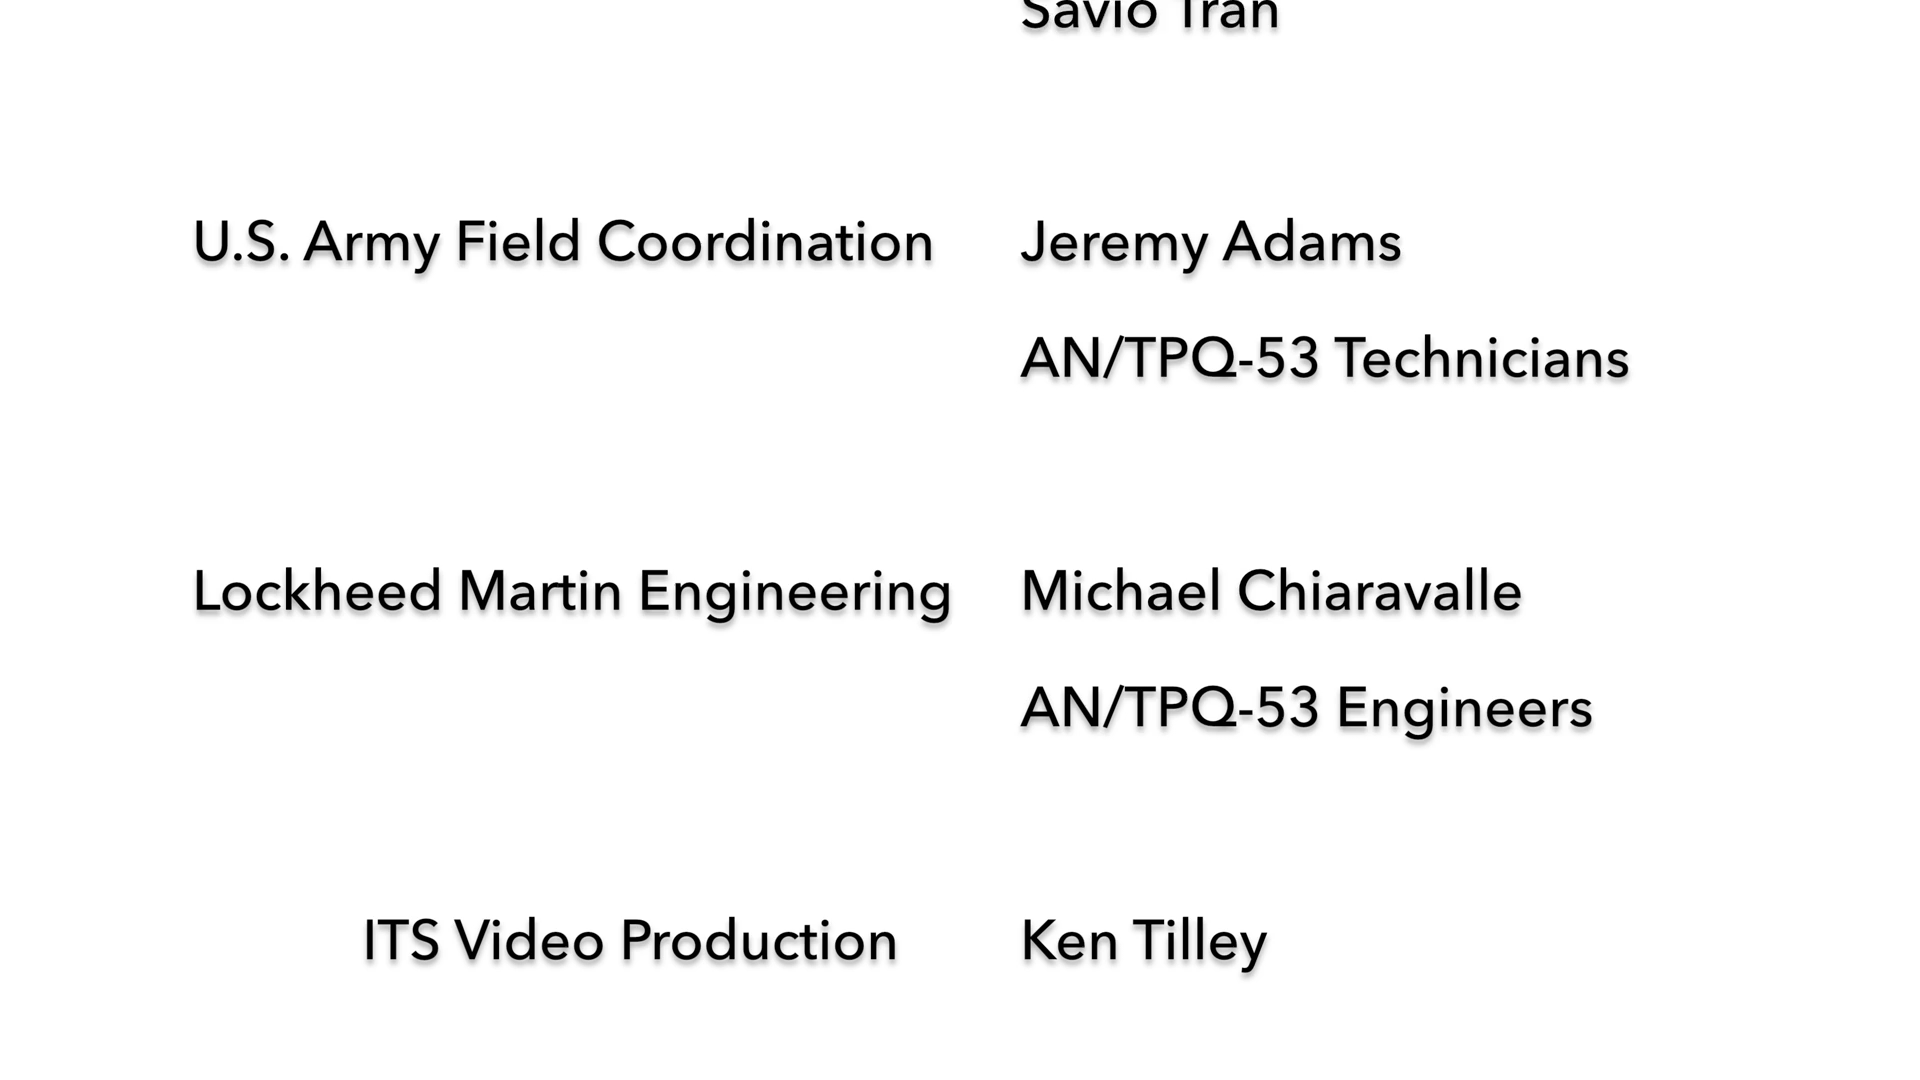 Savio Tran
U.S. Army Field Coordination Jeremy Adams
AN/TPQ-53 Technicians
Lockheed Martin Engineering Michael Chiaravalle
AN/TPQ-53 Engineers
ITS Video Production Ken Tilley